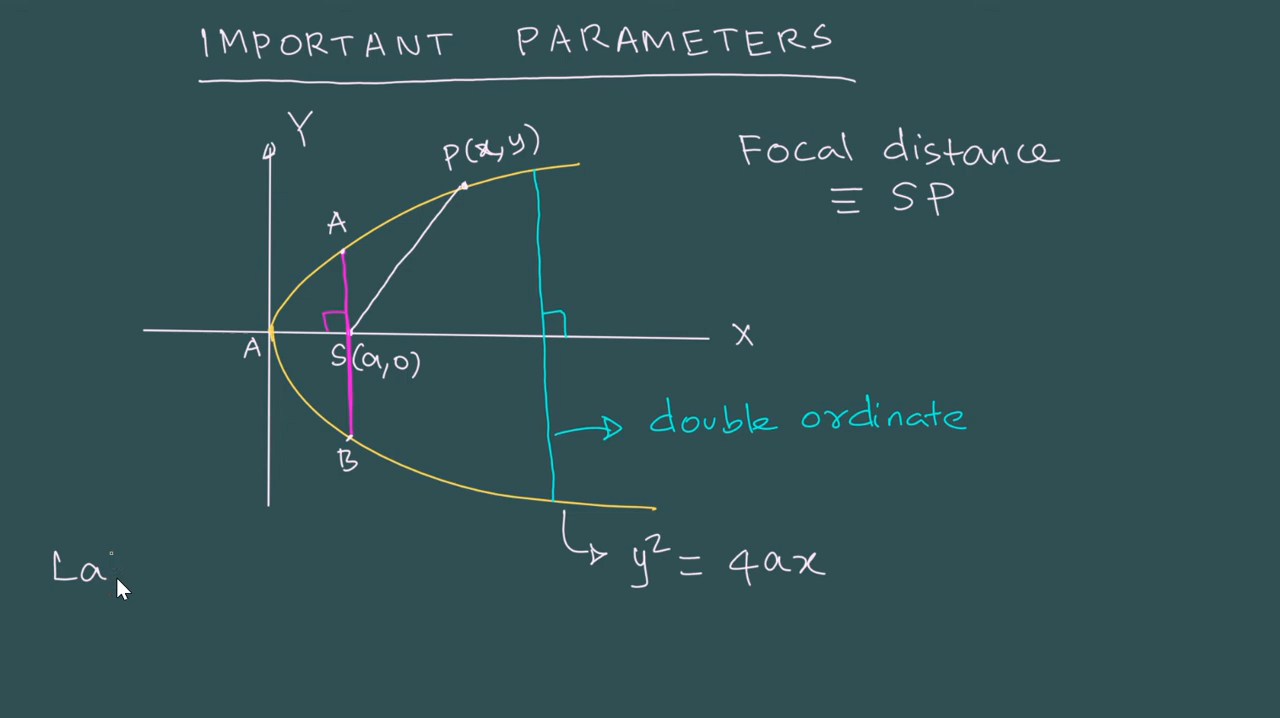 IMPORTANT PARAMETERS
Y
P(x,y)
Focal distance
≡ SP
A
X
A
S(a,0)
double ordinate
B
y² = 4ax
La